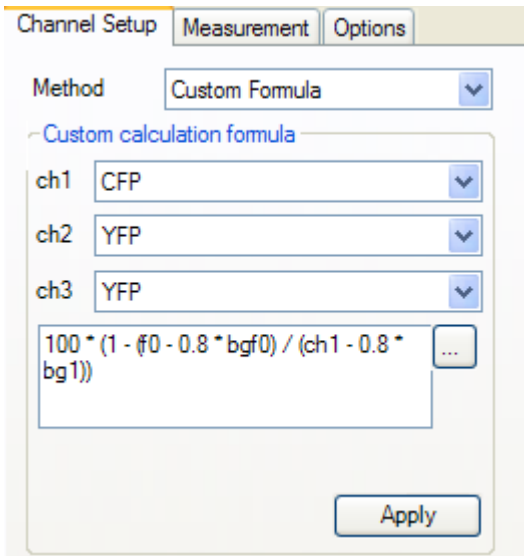 Channel Setup Measurement Options
Method Custom Formula
Custom calculation formula
ch1 CFP
ch2 YFP
ch3 YFP
100 * (1 - (f0 - 0.8 * bgf0) / (ch1 - 0.8 * ...
bg1))
Apply